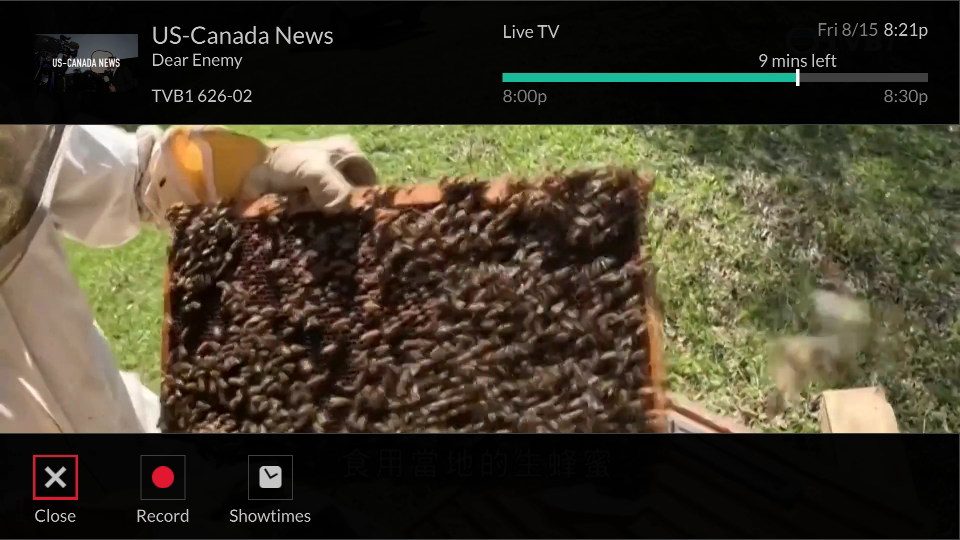 US-CANADA NEWS
US-Canada News
Dear Enemy
TVB1 626-02
Live TV
Fri 8/15 8:21p
9 mins left
8:00p
8:30p
食用當地的生蜂蜜
Close
Record
Showtimes